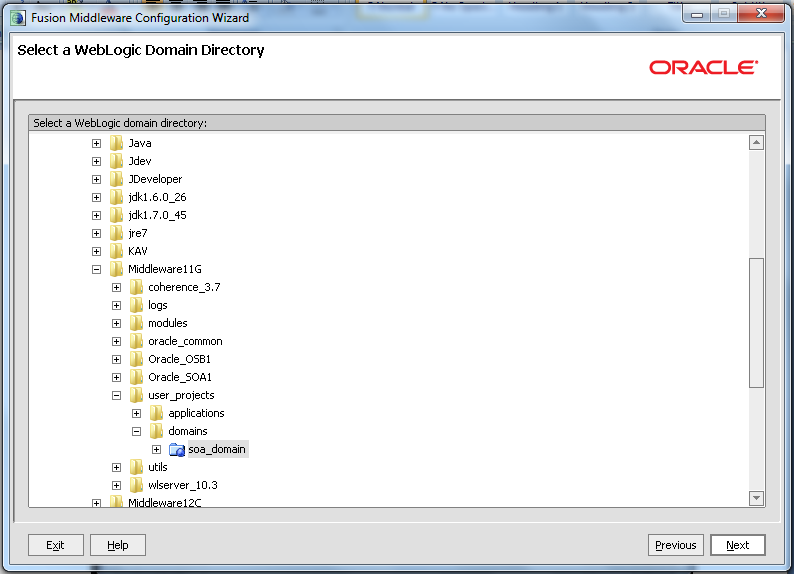 Fusion Middleware Configuration Wizard
Select a WebLogic Domain Directory
ORACLE
Select a WebLogic domain directory:
Java
Jdev
JDeveloper
jdk1.6.0_26
jdk1.7.0_45
jre7
KAV
Middleware11G
coherence_3.7
logs
modules
oracle_common
Oracle_OSB1
Oracle_SOA1
user_projects
applications
domains
soa_domain
utils
wlserver_10.3
Middleware12C
Exit Help Previous Next